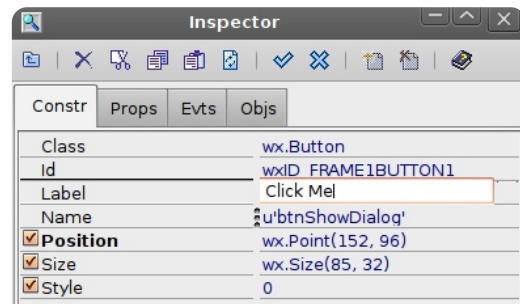 Inspector
Constr Props Evts Objs
Class wx.Button
Id wxID_FRAME1BUTTON1
Label Click Me
Name u'btnShowDialog'
Position wx.Point(152, 96)
Size wx.Size(85, 32)
Style 0